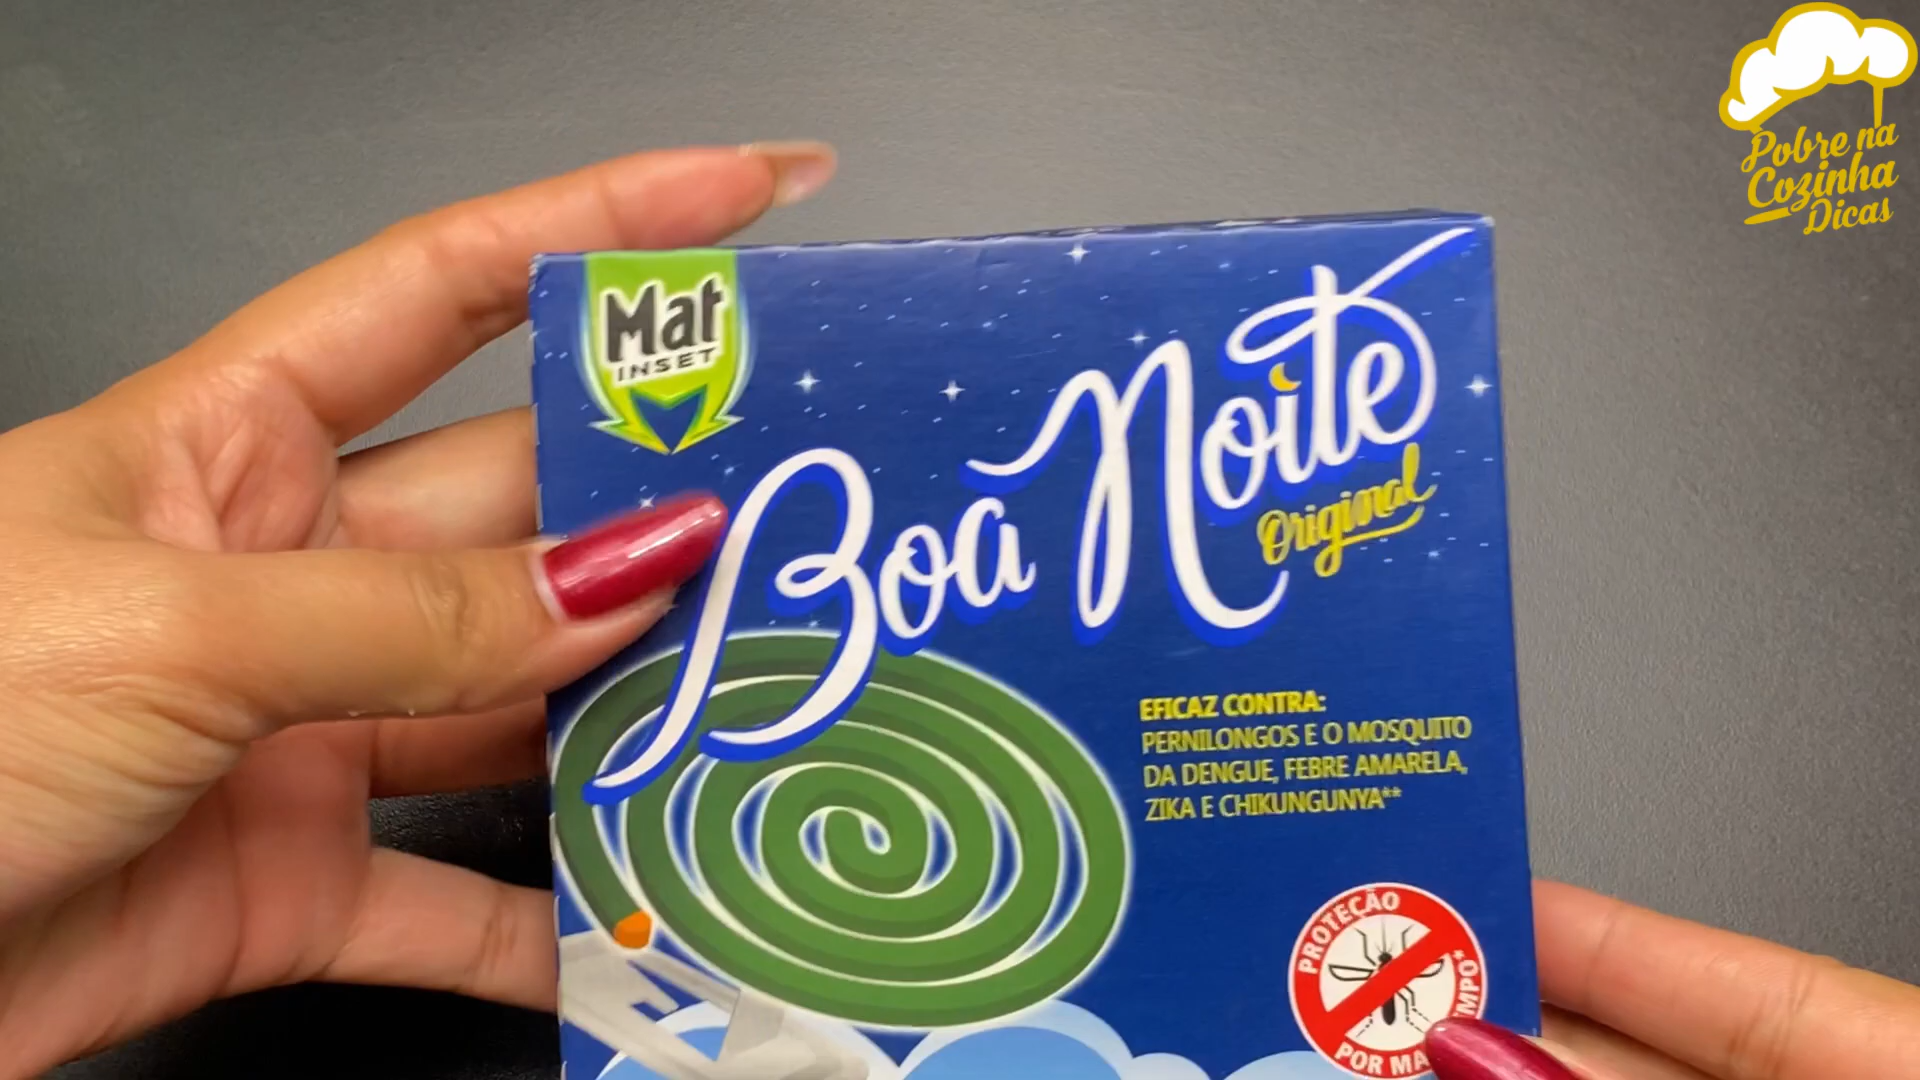 Pobre na
Cozinha
Dicas
Mat
INSET
Boa Noite
Original
EFICAZ CONTRA:
PERNILONGOS E O MOSQUITO
DA DENGUE, FEBRE AMARELA,
ZIKA E CHIKUNGUNYA**
PROTEÇÃO
POR